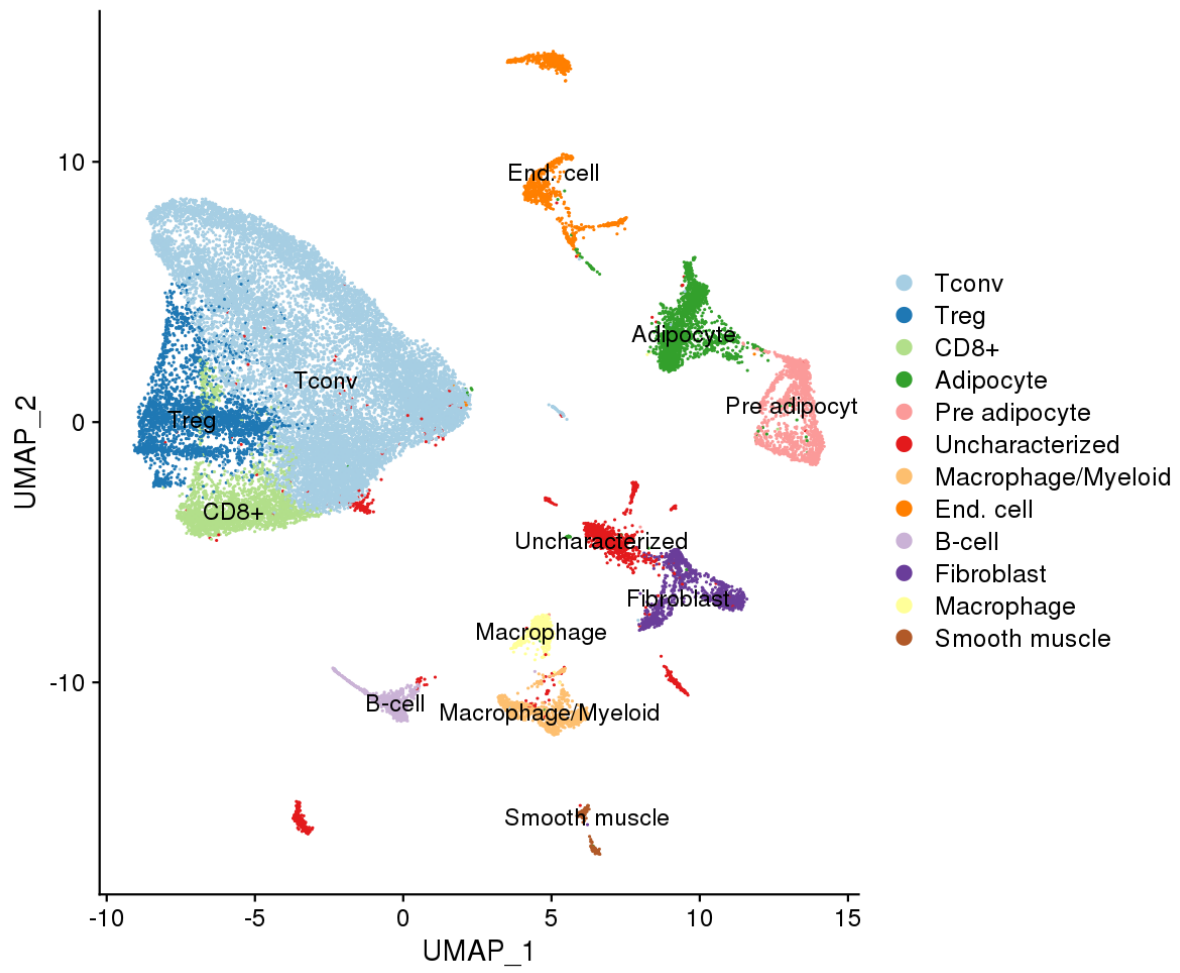 10
0
-10
UMAP_2
-10
-5
0
5
10
15
UMAP_1
End. cell
Adipocyte
Tconv
Pre adipocyt
Treg
CD8+
Uncharacterized
Fibroblast
Macrophage
B-cell
Macrophage/Myeloid
Smooth muscle
Tconv
Treg
CD8+
Adipocyte
Pre adipocyte
Uncharacterized
Macrophage/Myeloid
End. cell
B-cell
Fibroblast
Macrophage
Smooth muscle